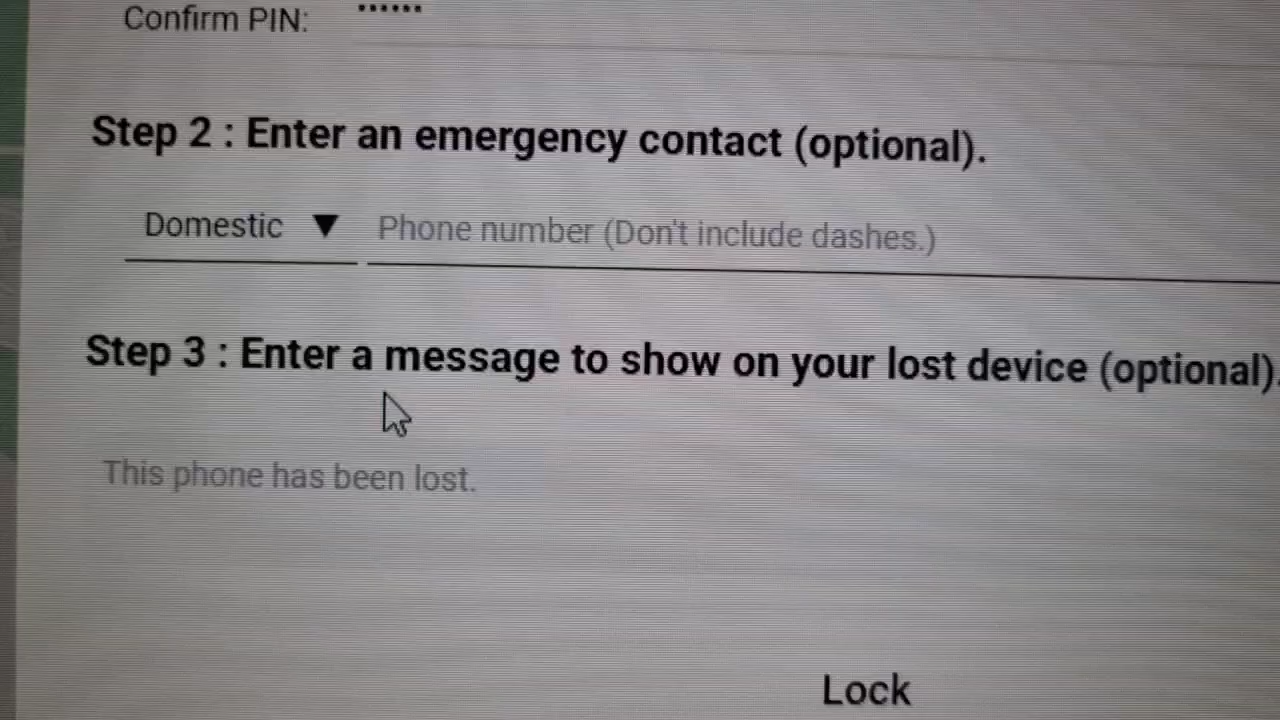 Confirm PIN: ••••••
Step 2 : Enter an emergency contact (optional).
Domestic ▼ Phone number (Don't include dashes.)
Step 3 : Enter a message to show on your lost device (optional).
This phone has been lost.
Lock